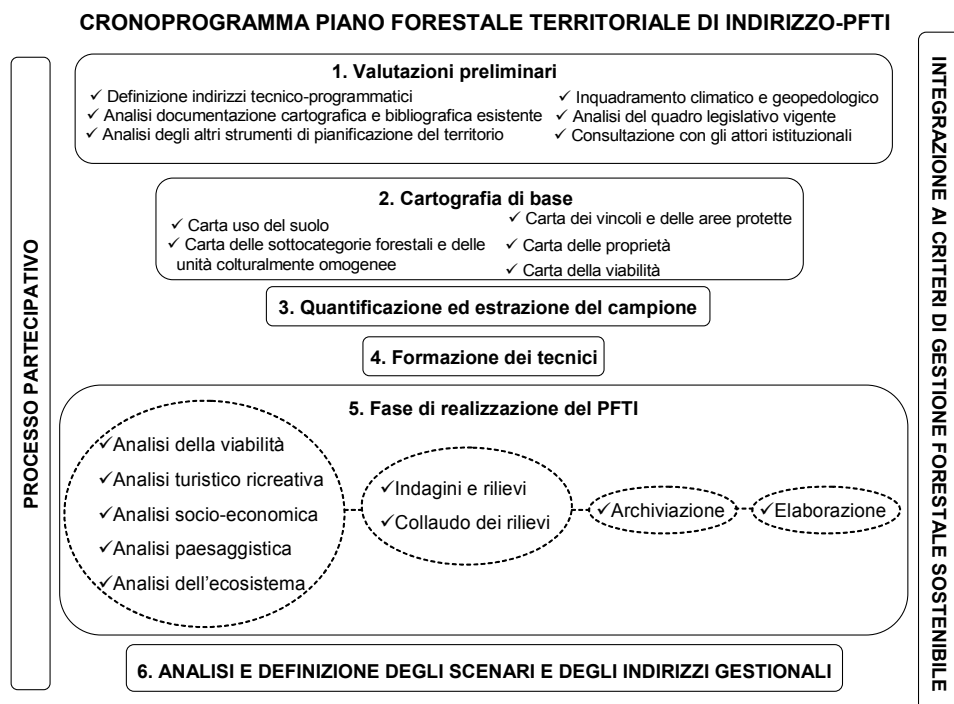 CRONOPROGRAMMA PIANO FORESTALE TERRITORIALE DI INDIRIZZO-PFTI
PROCESSO PARTECIPATIVO
1. Valutazioni preliminari
✓ Definizione indirizzi tecnico-programmatici
✓ Analisi documentazione cartografica e bibliografica esistente
✓ Analisi degli altri strumenti di pianificazione del territorio
✓ Inquadramento climatico e geopedologico
✓ Analisi del quadro legislativo vigente
✓ Consultazione con gli attori istituzionali
2. Cartografia di base
✓ Carta uso del suolo
✓ Carta delle sottocategorie forestali e delle
unità colturalmente omogenee
✓ Carta dei vincoli e delle aree protette
✓ Carta delle proprietà
✓ Carta della viabilità
3. Quantificazione ed estrazione del campione
4. Formazione dei tecnici
5. Fase di realizzazione del PFTI
✓Analisi della viabilità
✓Analisi turistico ricreativa
✓Analisi socio-economica
✓Analisi paesaggistica
✓Analisi dell'ecosistema
✓Indagini e rilievi
✓Collaudo dei rilievi
✓Archiviazione
✓Elaborazione
6. ANALISI E DEFINIZIONE DEGLI SCENARI E DEGLI INDIRIZZI GESTIONALI
INTEGRAZIONE AI CRITERI DI GESTIONE FORESTALE SOSTENIBILE